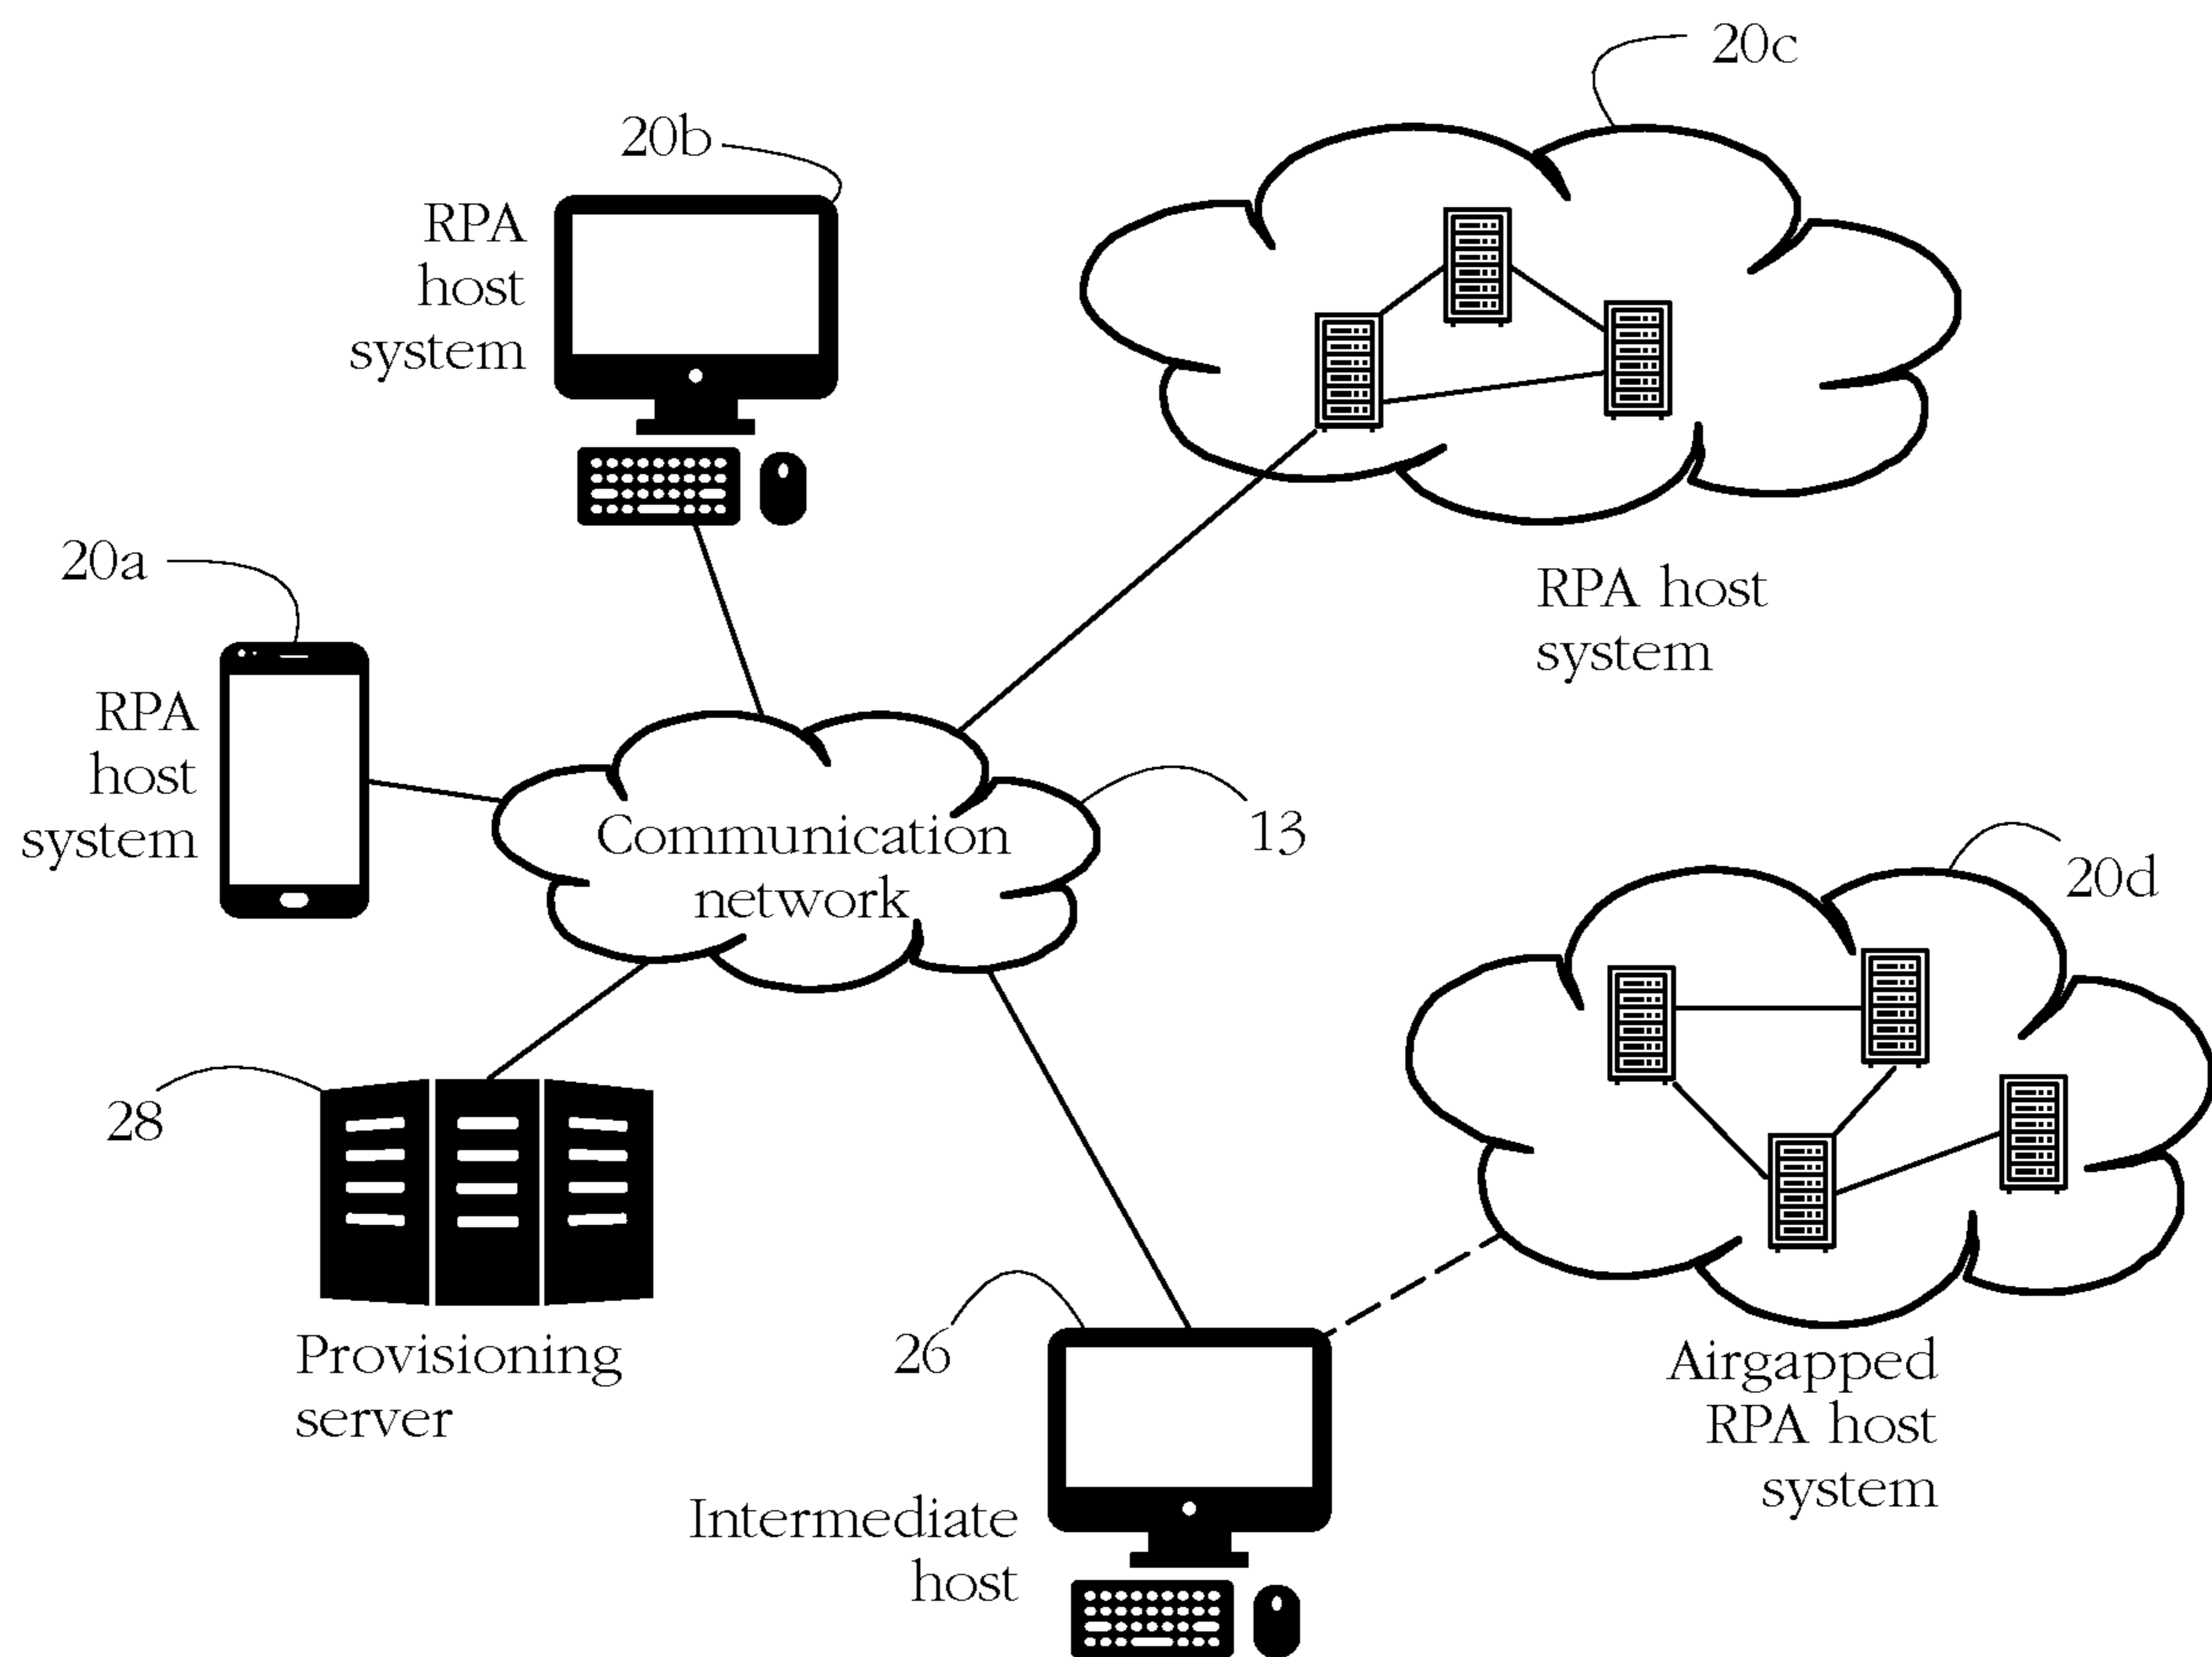 20c
20b
RPA
host
system
20a
RPA host
system
RPA
host
system
Communication
network
13
20d
28
Provisioning
server
26
Airgapped
RPA host
system
Intermediate
host